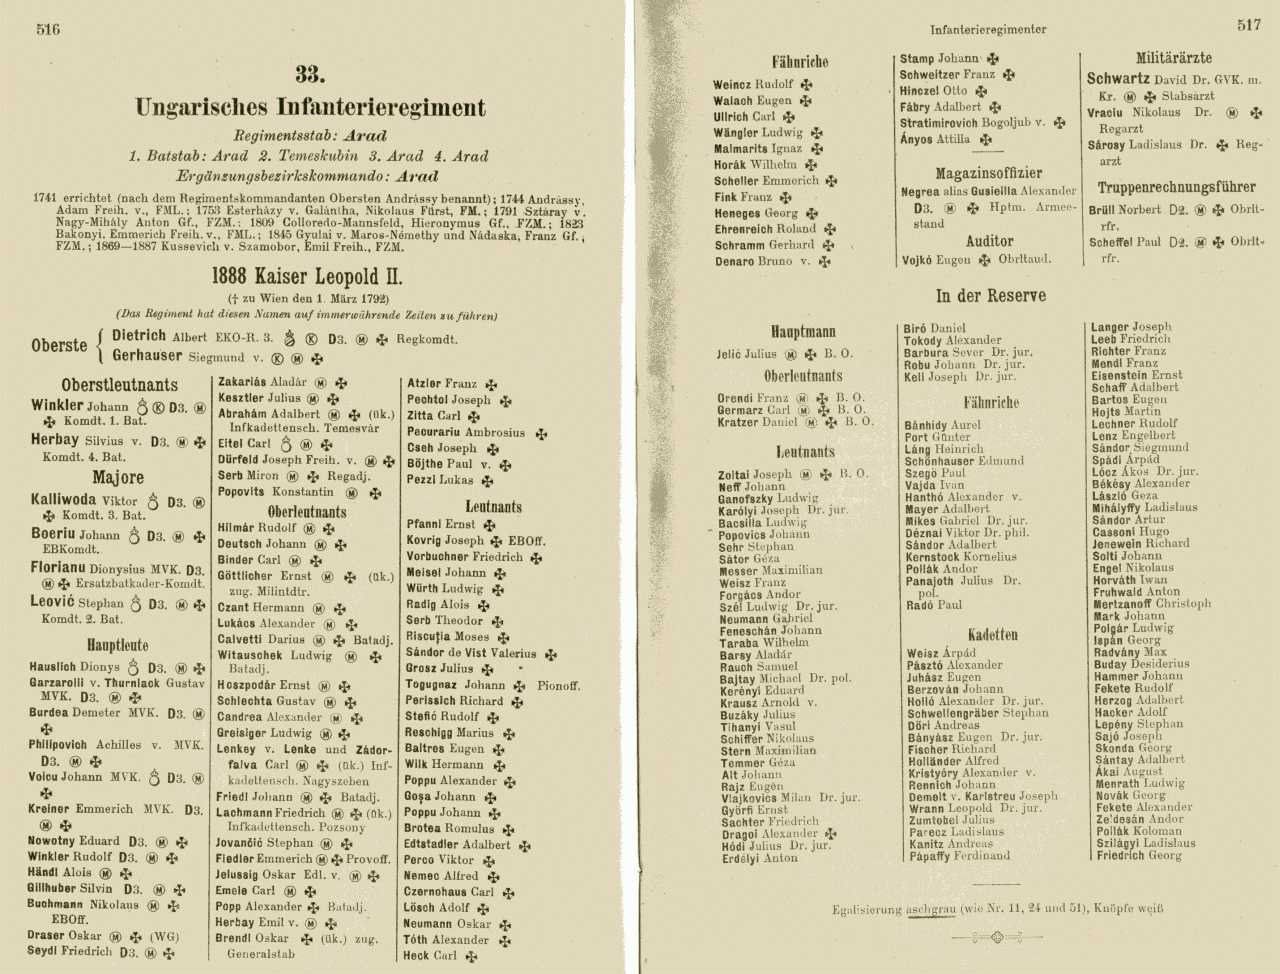 516
33.
Ungarisches Infanterieregiment
Regimentsstab: Arad
1. Batstab: Arad 2. Temeskubin 3. Arad 4. Arad
Ergänzungsbezirkskommando: Arad
1741 errichtet (nach dem Regimentskommandanten Obersten Andrássy benannt); 1744 Andrássy,
Adam Freih. v., FML.; 1753 Esterházy v. Galántha, Nikolaus Fürst, FM.; 1791 Sztáray v.
Nagy-Mihály Anton Gf., FZM.; 1809 Colloredo-Mannsfeld, Hieronymus Gf., FZM.; 1823
Bakonyi, Emmerich Freih. v., FML.; 1845 Gyulai v. Maros-Némethy und Nádaska, Franz Gf.,
FZM.; 1869—1887 Kussevich v. Szamobor, Emil Freih., FZM.
1888 Kaiser Leopold II.
(† zu Wien den 1. März 1792)
(Das Regiment hat diesen Namen auf immerwährende Zeiten zu führen)
Oberste { Dietrich Albert EKO-R. 3. Ⓚ D3. Ⓜ ✠ Regkomdt.
Gerhauser Siegmund v. Ⓚ Ⓜ ✠
Oberstleutnants
Winkler Johann Ⓚ D3. Ⓜ
✠ Komdt. 1. Bat.
Herbay Silvius v. D3. Ⓜ ✠
Komdt. 4. Bat.
Majore
Kalliwoda Viktor D3. Ⓜ
✠ Komdt. 3. Bat.
Boeriu Johann D3. Ⓜ ✠
EBKomdt.
Florianu Dionysius MVK. D3.
Ⓜ ✠ Ersatzbatkader-Komdt.
Leović Stephan D3. Ⓜ ✠
Komdt. 2. Bat.
Hauptleute
Hauslich Dionys D3. Ⓜ ✠
Garzarolli v. Thurnlack Gustav
MVK. D3. Ⓜ ✠
Burdea Demeter MVK. D3. Ⓜ
✠
Philipovich Achilles v. MVK.
D3. Ⓜ ✠
Voicu Johann MVK. D3. Ⓜ
✠
Kreiner Emmerich MVK. D3.
Ⓜ ✠
Nowotny Eduard D3. Ⓜ ✠
Winkler Rudolf D3. Ⓜ ✠
Händl Alois Ⓜ ✠
Gillhuber Silvin D3. Ⓜ ✠
Buchmann Nikolaus Ⓜ ✠
EBOff.
Draser Oskar Ⓜ ✠ (WG)
Seydl Friedrich D3. Ⓜ ✠
Zakariás Aladár Ⓜ ✠
Kesztler Julius Ⓜ ✠
Abrahám Adalbert Ⓜ ✠ (ük.)
Infkadettensch. Temesvár
Eitel Carl Ⓜ ✠
Dürfeld Joseph Freih. v. Ⓜ ✠
Serb Miron Ⓜ ✠ Regadj.
Popovits Konstantin Ⓜ ✠
Oberleutnants
Hilmár Rudolf Ⓜ ✠
Deutsch Johann Ⓜ ✠
Binder Carl Ⓜ ✠
Göttlicher Ernst Ⓜ ✠ (ük.)
zug. Milintdtr.
Czant Hermann Ⓜ ✠
Lukács Alexander Ⓜ ✠
Calvetti Darius Ⓜ ✠ Batadj.
Witauschek Ludwig Ⓜ ✠
Batadj.
Hoszpodár Ernst Ⓜ ✠
Schlechta Gustav Ⓜ ✠
Candrea Alexander Ⓜ ✠
Greisiger Ludwig Ⓜ ✠
Lenkey v. Lenke und Zádor-
falva Carl Ⓜ ✠ (ük.) Inf-
kadettensch. Nagyszeben
Friedl Johann Ⓜ ✠ Batadj.
Lachmann Friedrich Ⓜ ✠ (ük.)
Infkadettensch. Pozsony
Jovančić Stephan Ⓜ ✠
Fiedler Emmerich Ⓜ ✠ Provoff.
Jelussig Oskar Edl. v. Ⓜ ✠
Emele Carl Ⓜ ✠
Popp Alexander ✠ Batadj.
Herbay Emil v. Ⓜ ✠
Brendl Oskar ✠ (ük.) zug.
Generalstab
Atzler Franz ✠
Pechtol Joseph ✠
Zitta Carl ✠
Pecurariu Ambrosius ✠
Cseh Joseph ✠
Böjthe Paul v. ✠
Pezzl Lukas ✠
Leutnants
Pfannl Ernst ✠
Kovrig Joseph ✠ EBOff.
Vorbuchner Friedrich ✠
Meisel Johann ✠
Würth Ludwig ✠
Radig Alois ✠
Serb Theodor ✠
Riscuția Moses ✠
Sándor de Vist Valerius ✠
Grosz Julius ✠
Togugnaz Johann ✠ Pionoff.
Perissich Richard ✠
Stefić Rudolf ✠
Reschigg Marius ✠
Baltres Eugen ✠
Wilk Hermann ✠
Poppu Alexander ✠
Goșa Johann ✠
Poppu Johann ✠
Brotea Romulus ✠
Edtstadler Adalbert ✠
Perco Viktor ✠
Nemec Alfred ✠
Czernohaus Carl ✠
Lösch Adolf ✠
Neumann Oskar ✠
Tóth Alexander ✠
Heck Carl ✠
Infanterieregimenter
517
Fähnriche
Weincz Rudolf ✠
Walach Eugen ✠
Ullrich Carl ✠
Wängler Ludwig ✠
Malmarits Ignaz ✠
Horák Wilhelm ✠
Scheller Emmerich ✠
Fink Franz ✠
Heneges Georg ✠
Ehrenreich Roland ✠
Schramm Gerhard ✠
Denaro Bruno v. ✠
Stamp Johann ✠
Schweitzer Franz ✠
Hinczel Otto ✠
Fábry Adalbert ✠
Stratimirovich Bogoljub v. ✠
Ányos Attilla ✠
Magazinsoffizier
Negrea alias Gusieilla Alexander
D3. Ⓜ ✠ Hptm. Armee-
stand
Auditor
Vojkó Eugen ✠ Obrltaud.
Militärärzte
Schwartz David Dr. GVK. m.
Kr. Ⓜ ✠ Stabsarzt
Vraciu Nikolaus Dr. Ⓜ ✠
Regarzt
Sárosy Ladislaus Dr. ✠ Reg-
arzt
Truppenrechnungsführer
Brüll Norbert D2. Ⓜ ✠ Obrlt-
rfr.
Scheffel Paul D2. Ⓜ ✠ Obrlt-
rfr.
In der Reserve
Hauptmann
Jelić Julius Ⓜ ✠ B. O.
Oberleutnants
Orendi Franz Ⓜ ✠ B. O.
Germarz Carl Ⓜ ✠ B. O.
Kratzer Daniel Ⓜ ✠ B. O.
Leutnants
Zoltai Joseph Ⓜ ✠ B. O.
Neff Johann
Ganofszky Ludwig
Károlyi Joseph Dr. jur.
Bacsilla Ludwig
Popovics Johann
Sehr Stephan
Sátor Géza
Messer Maximilian
Weisz Franz
Forgács Andor
Szél Ludwig Dr. jur.
Neumann Gabriel
Feneschán Johann
Taraba Wilhelm
Barsy Aladár
Rauch Samuel
Bajtay Michael Dr. pol.
Kerényi Eduard
Krausz Arnold v.
Buzáky Julius
Tihanyi Vasul
Schiffer Nikolaus
Stern Maximilian
Temmer Géza
Alt Johann
Rajz Eugen
Vlajkovics Milan Dr. jur.
Györfi Ernst
Sachter Friedrich
Dragoi Alexander ✠
Hódi Julius Dr. jur.
Erdélyi Anton
Biró Daniel
Tokody Alexander
Barbura Sever Dr. jur.
Robu Johann Dr. jur.
Kell Joseph Dr. jur.
Fähnriche
Bánhidy Aurel
Port Günter
Láng Heinrich
Schönhauser Edmund
Szegö Paul
Vajda Ivan
Hanthó Alexander v.
Mayer Adalbert
Mikes Gabriel Dr. jur.
Déznai Viktor Dr. phil.
Sándor Adalbert
Kernstock Kornelius
Pollák Andor
Panajoth Julius Dr.
pol.
Radó Paul
Kadetten
Weisz Árpád
Pásztó Alexander
Juhász Eugen
Berzován Johann
Holló Alexander Dr. jur.
Schwellengräber Stephan
Döri Andreas
Bányász Eugen Dr. jur.
Fischer Richard
Holländer Alfred
Kristyóry Alexander v.
Rennich Johann
Demelt v. Karlstreu Joseph
Wrann Leopold Dr. jur.
Zumtobel Julius
Parecz Ladislaus
Kanitz Andreas
Pápaffy Ferdinand
Langer Joseph
Leeb Friedrich
Richter Franz
Mendl Franz
Eisenstein Ernst
Schaff Adalbert
Bartos Eugen
Hojts Martin
Lechner Rudolf
Lenz Engelbert
Sándor Siegmund
Spádi Árpád
Lócz Ákos Dr. jur.
Békésy Alexander
László Geza
Mihályffy Ladislaus
Sándor Artur
Cassoni Hugo
Jenewein Richard
Solti Johann
Engel Nikolaus
Horváth Iwan
Fruhwald Anton
Mertzanoff Christoph
Mark Johann
Polgár Ludwig
Ispán Georg
Radvány Max
Buday Desiderius
Hammer Johann
Fekete Rudolf
Herzog Adalbert
Hacker Adolf
Lepény Stephan
Sajó Joseph
Skonda Georg
Sántay Adalbert
Ákai August
Menrath Ludwig
Novák Georg
Fekete Alexander
Zeldesán Andor
Pollák Koloman
Szilágyi Ladislaus
Friedrich Georg
Egalisierung aschgrau (wie Nr. 11, 24 und 51), Knöpfe weiß